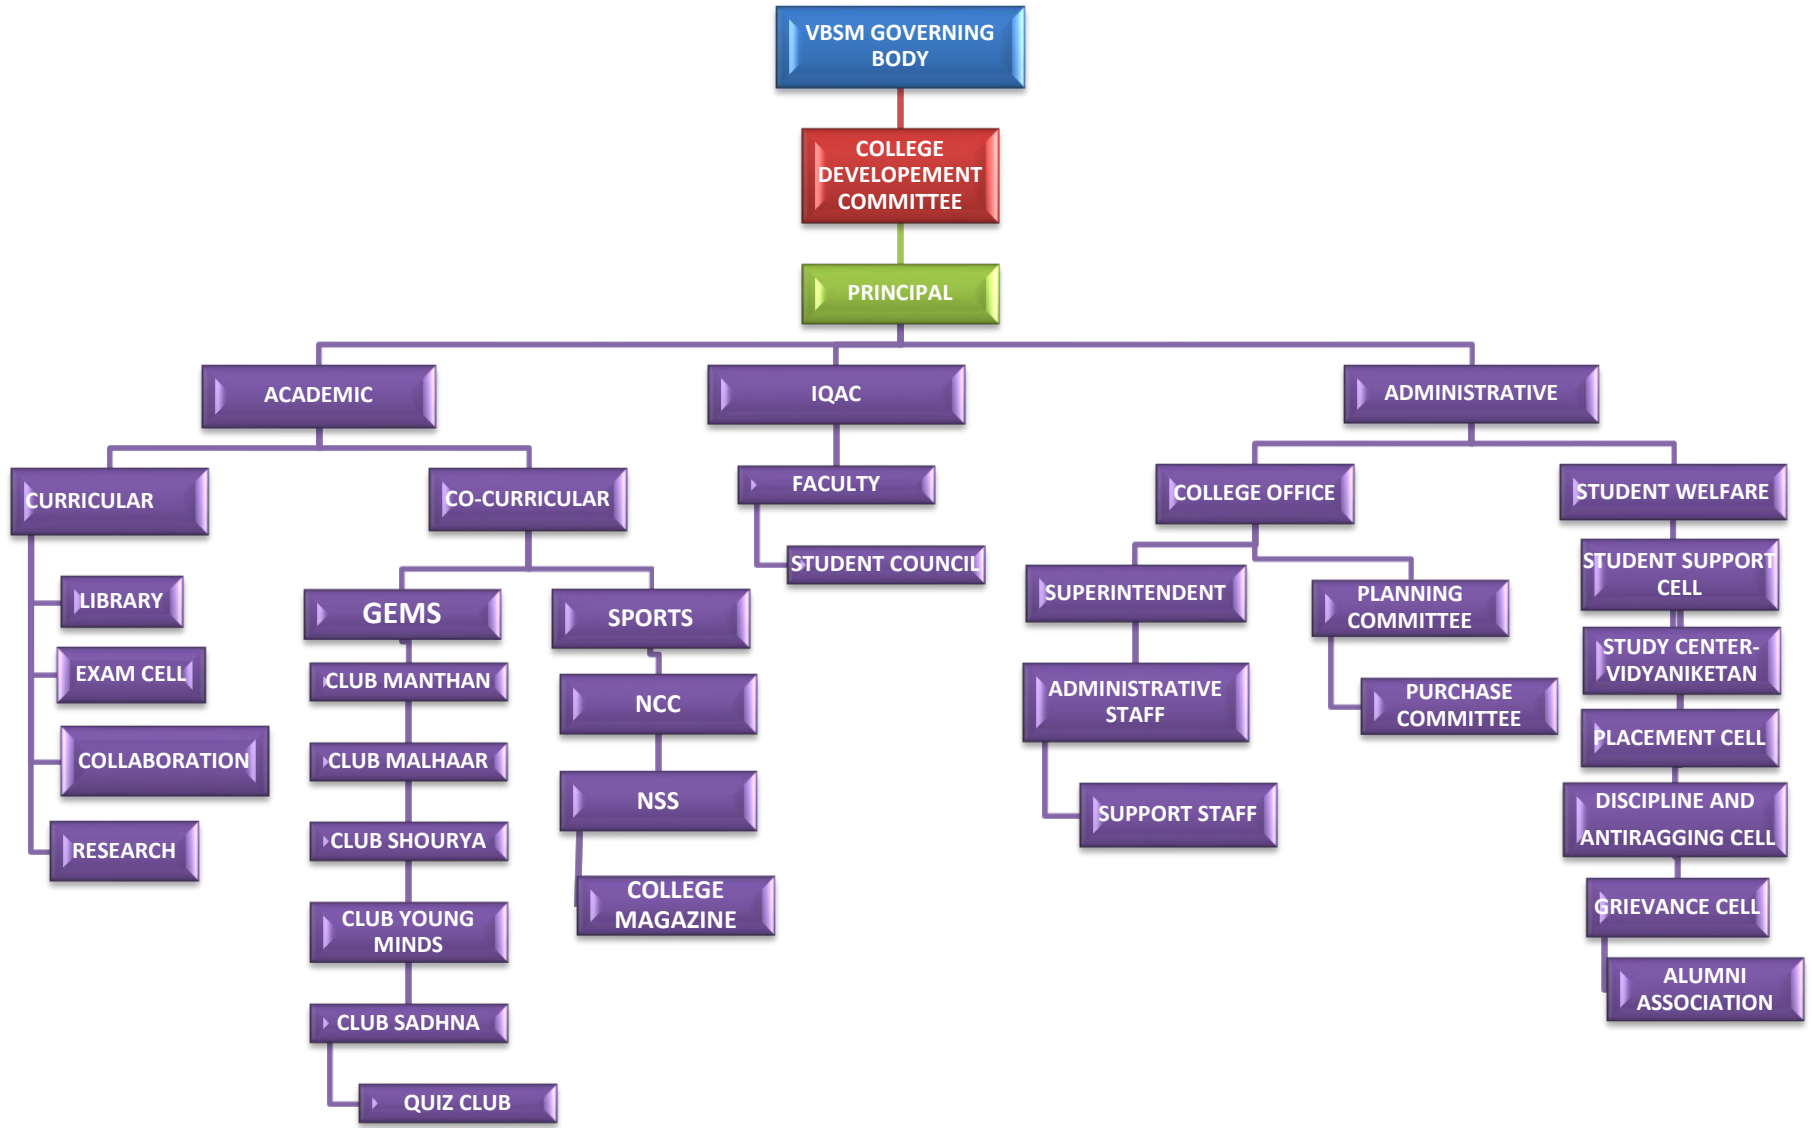 VBSM GOVERNING
BODY
COLLEGE
DEVELOPEMENT
COMMITTEE
PRINCIPAL
ACADEMIC
IQAC
ADMINISTRATIVE
CURRICULAR
CO-CURRICULAR
FACULTY
COLLEGE OFFICE
STUDENT WELFARE
LIBRARY
EXAM CELL
COLLABORATION
RESEARCH
GEMS
CLUB MANTHAN
CLUB MALHAAR
CLUB SHOURYA
CLUB YOUNG
MINDS
CLUB SADHNA
QUIZ CLUB
SPORTS
NCC
NSS
COLLEGE
MAGAZINE
STUDENT COUNCIL
SUPERINTENDENT
ADMINISTRATIVE
STAFF
SUPPORT STAFF
PLANNING
COMMITTEE
PURCHASE
COMMITTEE
STUDENT SUPPORT
CELL
STUDY CENTER-
VIDYANIKETAN
PLACEMENT CELL
DISCIPLINE AND
ANTIRAGGING CELL
GRIEVANCE CELL
ALUMNI
ASSOCIATION